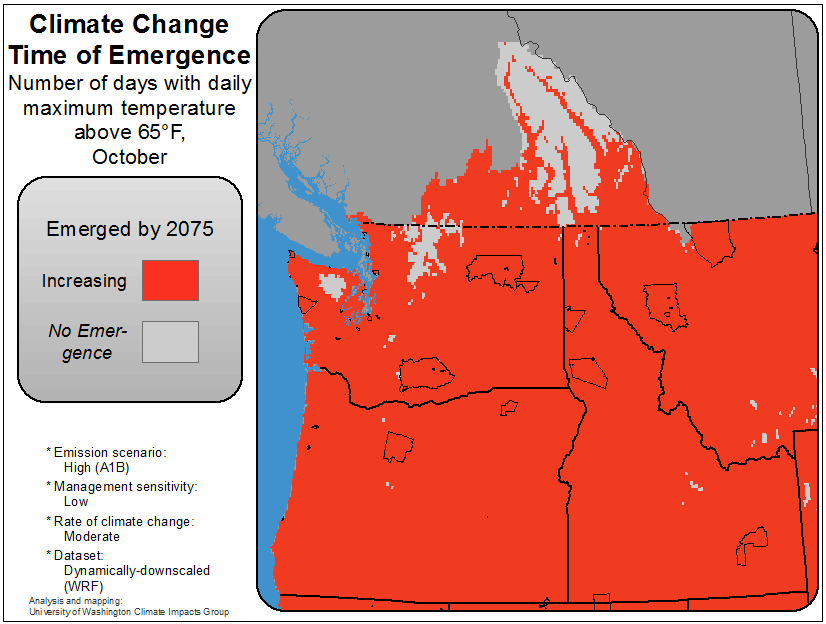 Climate Change
Time of Emergence
Number of days with daily
maximum temperature
above 65°F,
October
Emerged by 2075
Increasing
No Emer-
gence
* Emission scenario:
High (A1B)
* Management sensitivity:
Low
* Rate of climate change:
Moderate
* Dataset:
Dynamically-downscaled
(WRF)
Analysis and mapping:
University of Washington Climate Impacts Group